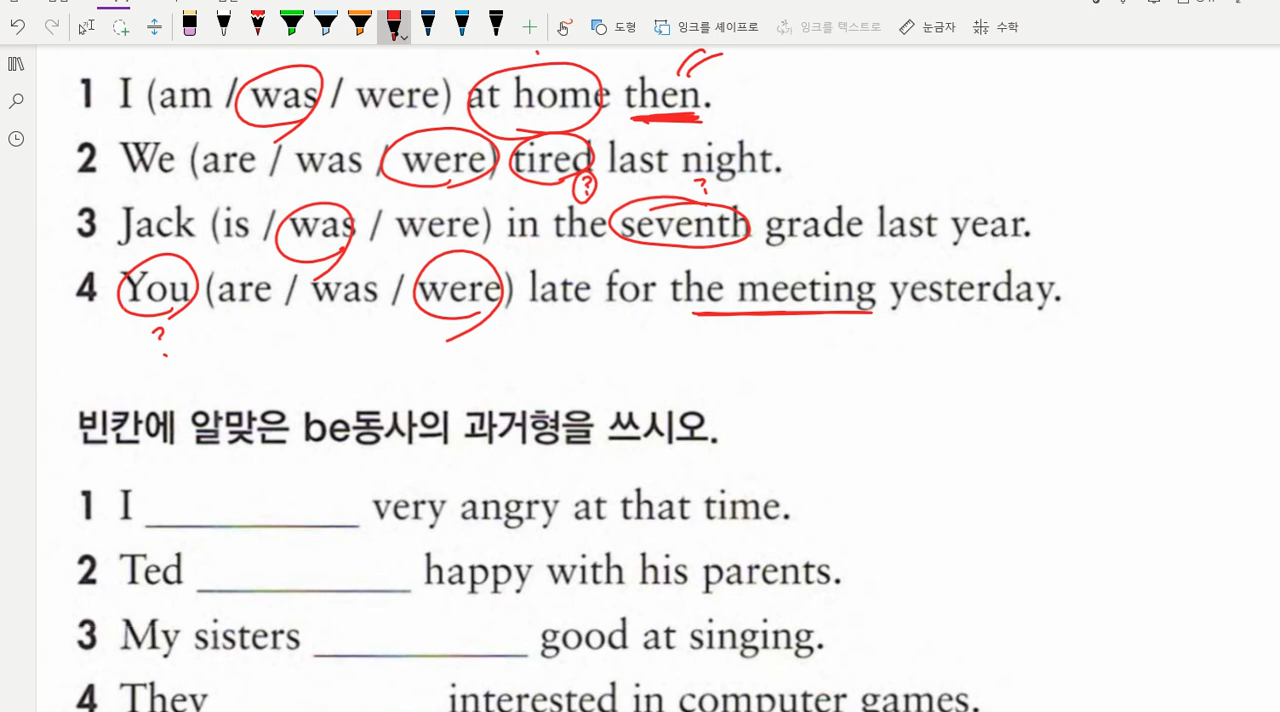 도형 잉크를 셰이프로 잉크를 텍스트로 눈금자 수학
1 I (am / was / were) at home then.
2 We (are / was / were) tired last night.
? ?
3 Jack (is / was / were) in the seventh grade last year.
4 You (are / was / were) late for the meeting yesterday.
?
빈칸에 알맞은 be동사의 과거형을 쓰시오.
1 I __________ very angry at that time.
2 Ted __________ happy with his parents.
3 My sisters __________ good at singing.
4 They __________ interested in computer games.